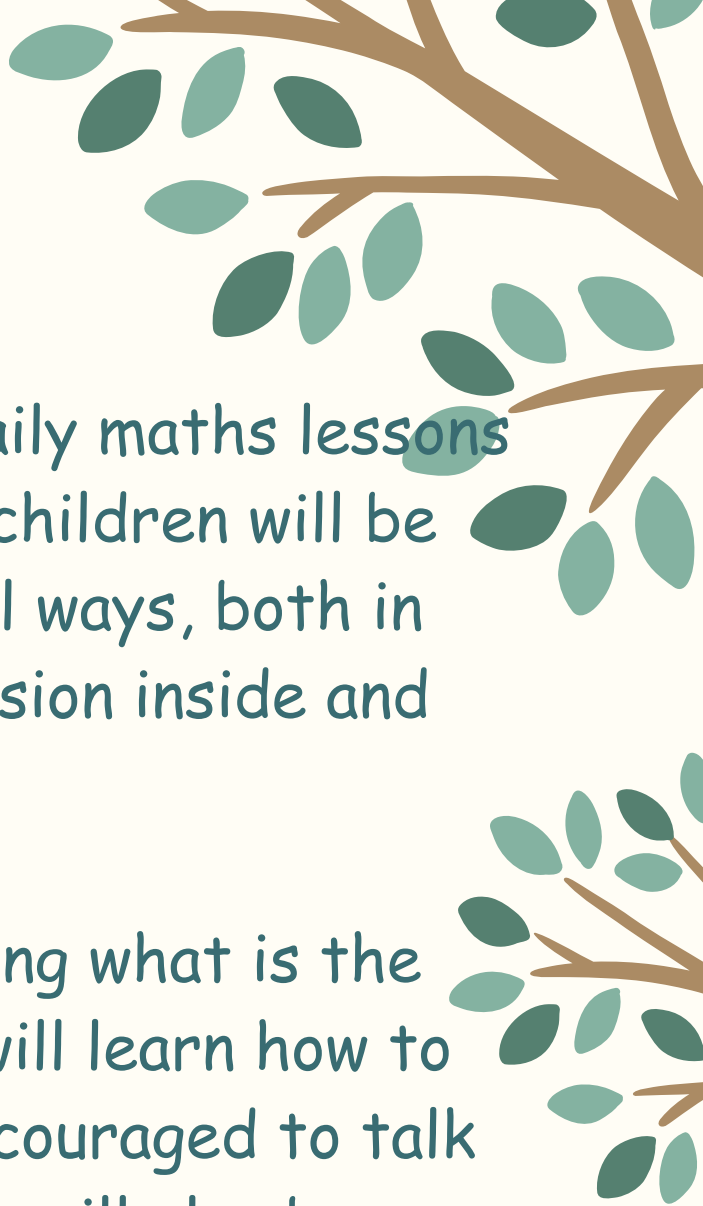 aily maths lessons
children will be
l ways, both in
sion inside and
ng what is the
will learn how to
couraged to talk